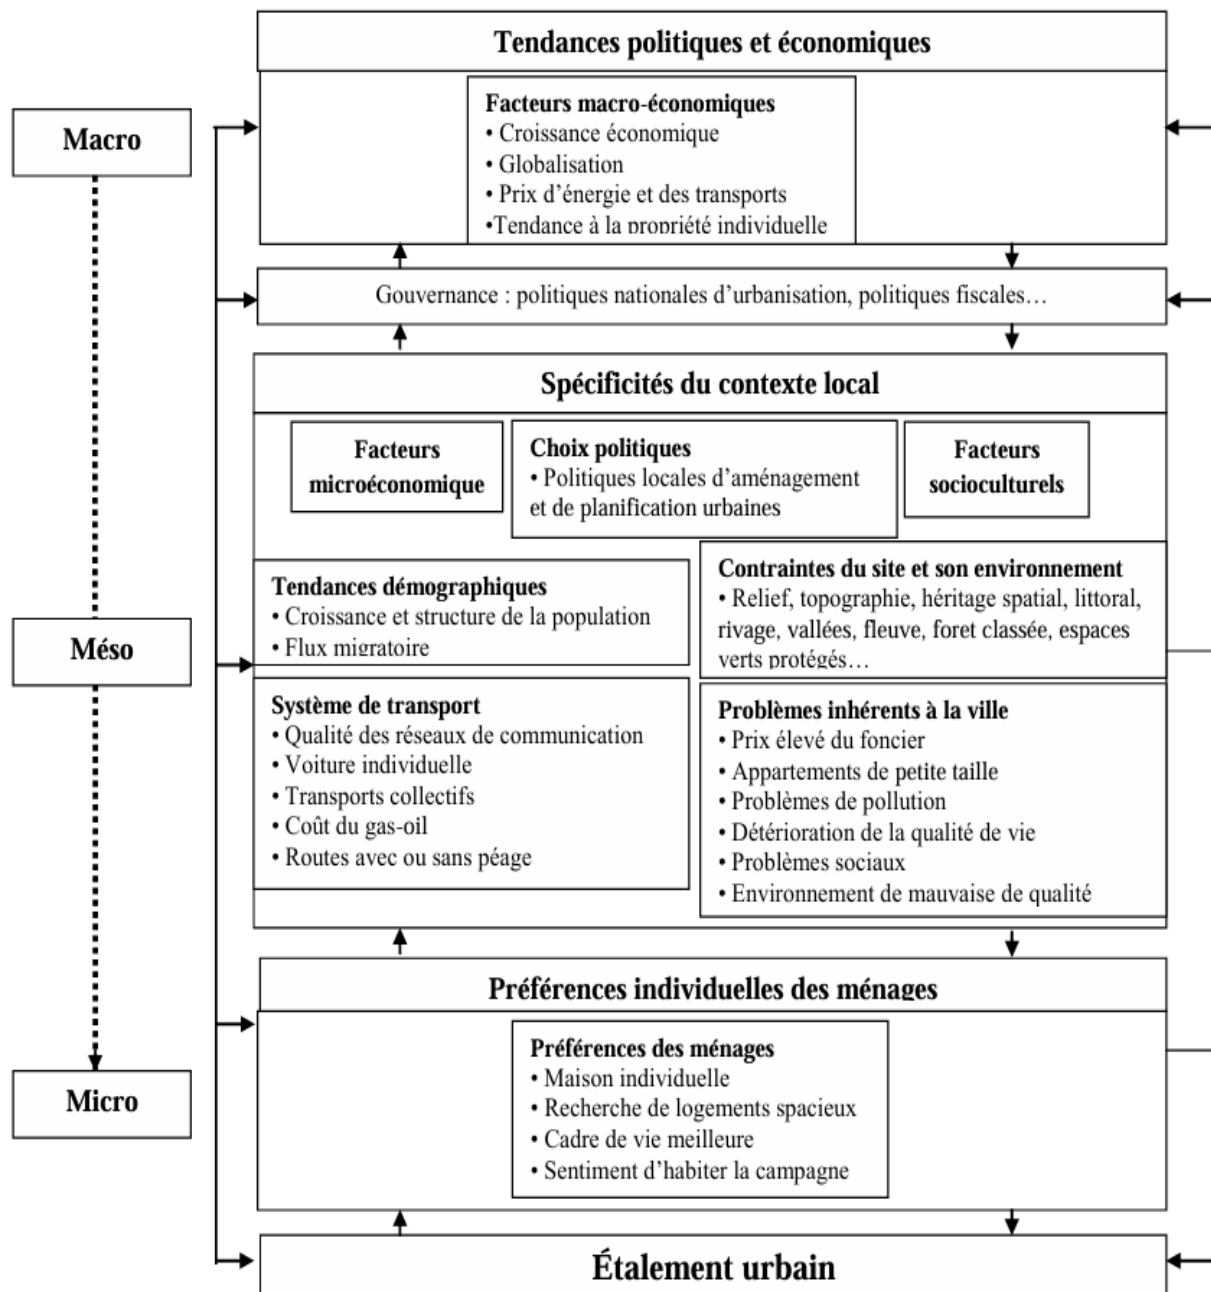 Tendances politiques et économiques
Macro
Facteurs macro-économiques
• Croissance économique
• Globalisation
• Prix d'énergie et des transports
•Tendance à la propriété individuelle
Gouvernance : politiques nationales d'urbanisation, politiques fiscales…
Spécificités du contexte local
Facteurs
microéconomique
Choix politiques
• Politiques locales d'aménagement
et de planification urbaines
Facteurs
socioculturels
Méso
Tendances démographiques
• Croissance et structure de la population
• Flux migratoire
Contraintes du site et son environnement
• Relief, topographie, héritage spatial, littoral,
rivage, vallées, fleuve, foret classée, espaces
verts protégés…
Système de transport
• Qualité des réseaux de communication
• Voiture individuelle
• Transports collectifs
• Coût du gas-oil
• Routes avec ou sans péage
Problèmes inhérents à la ville
• Prix élevé du foncier
• Appartements de petite taille
• Problèmes de pollution
• Détérioration de la qualité de vie
• Problèmes sociaux
• Environnement de mauvaise de qualité
Préférences individuelles des ménages
Micro
Préférences des ménages
• Maison individuelle
• Recherche de logements spacieux
• Cadre de vie meilleure
• Sentiment d'habiter la campagne
Étalement urbain